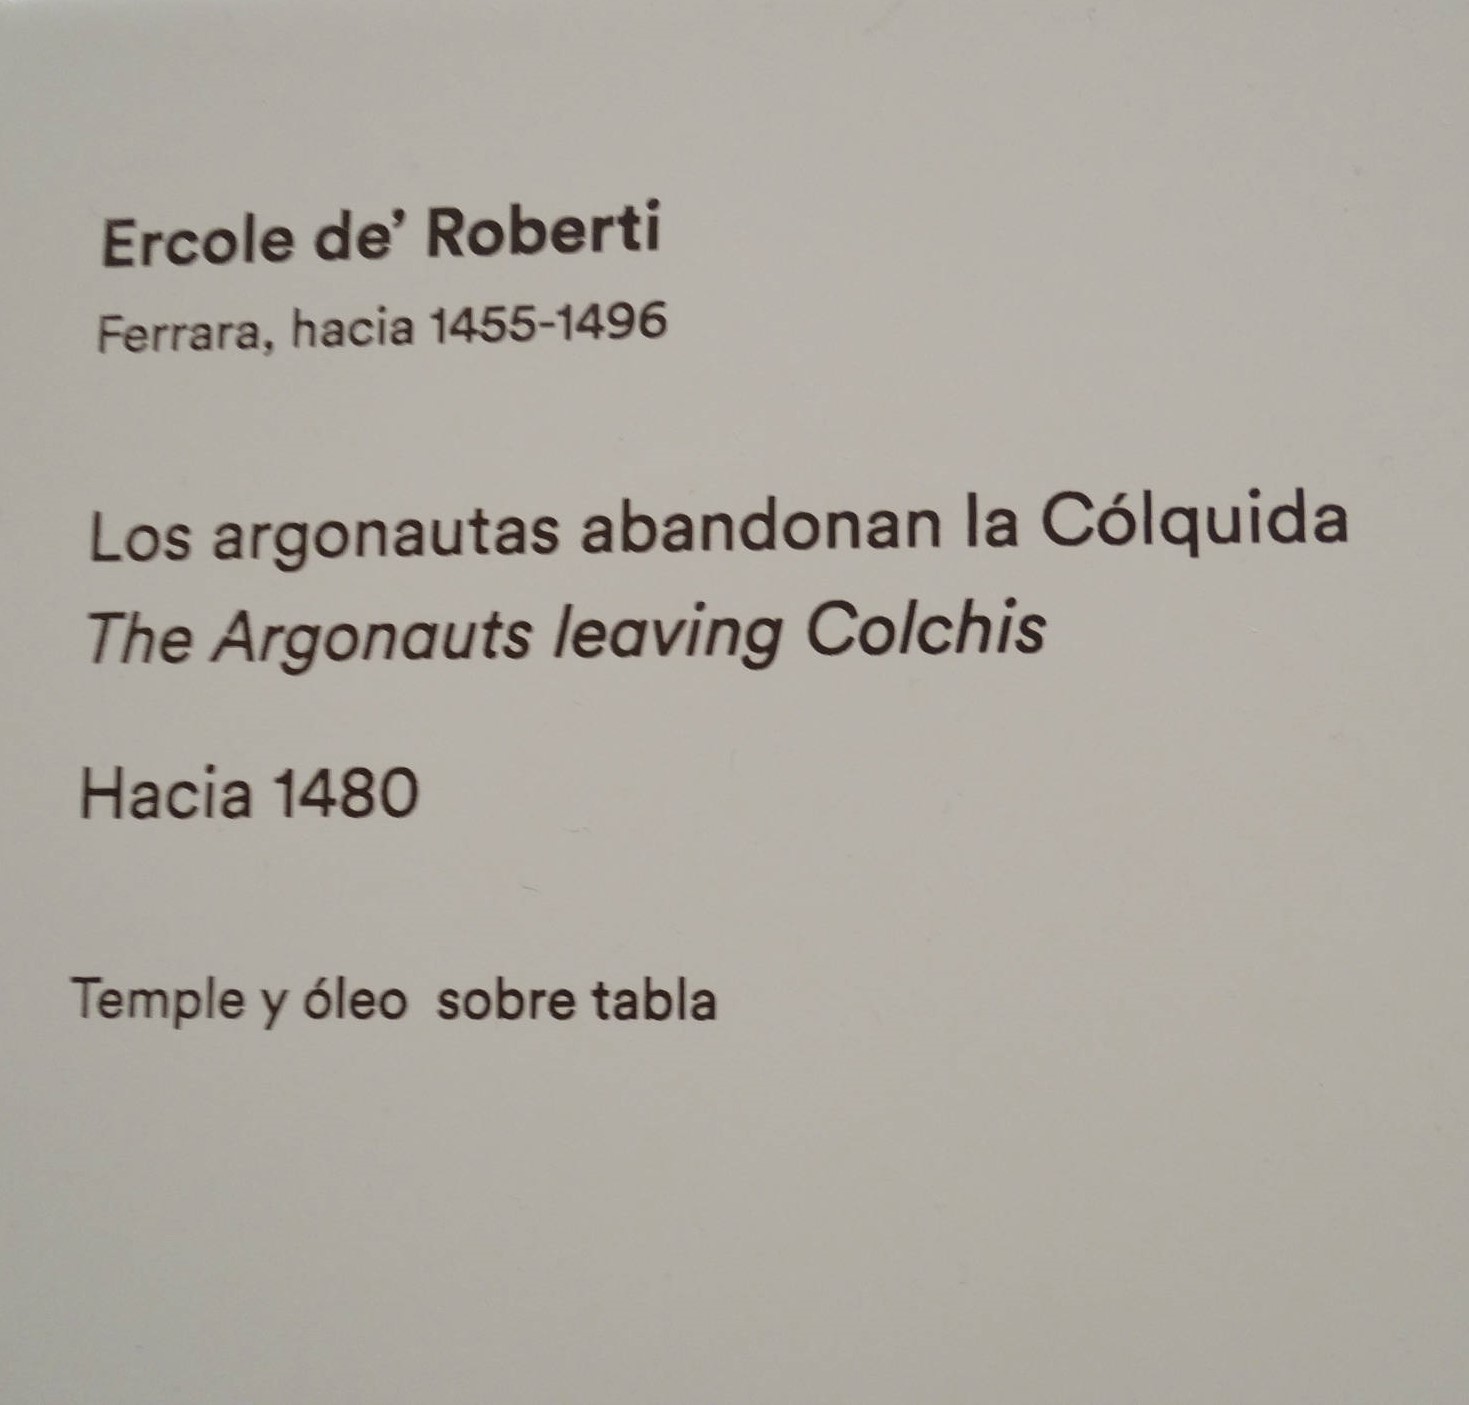 Ercole de’ Roberti
Ferrara, hacia 1455-1496
Los argonautas abandonan la Cólquida
The Argonauts leaving Colchis
Hacia 1480
Temple y óleo sobre tabla